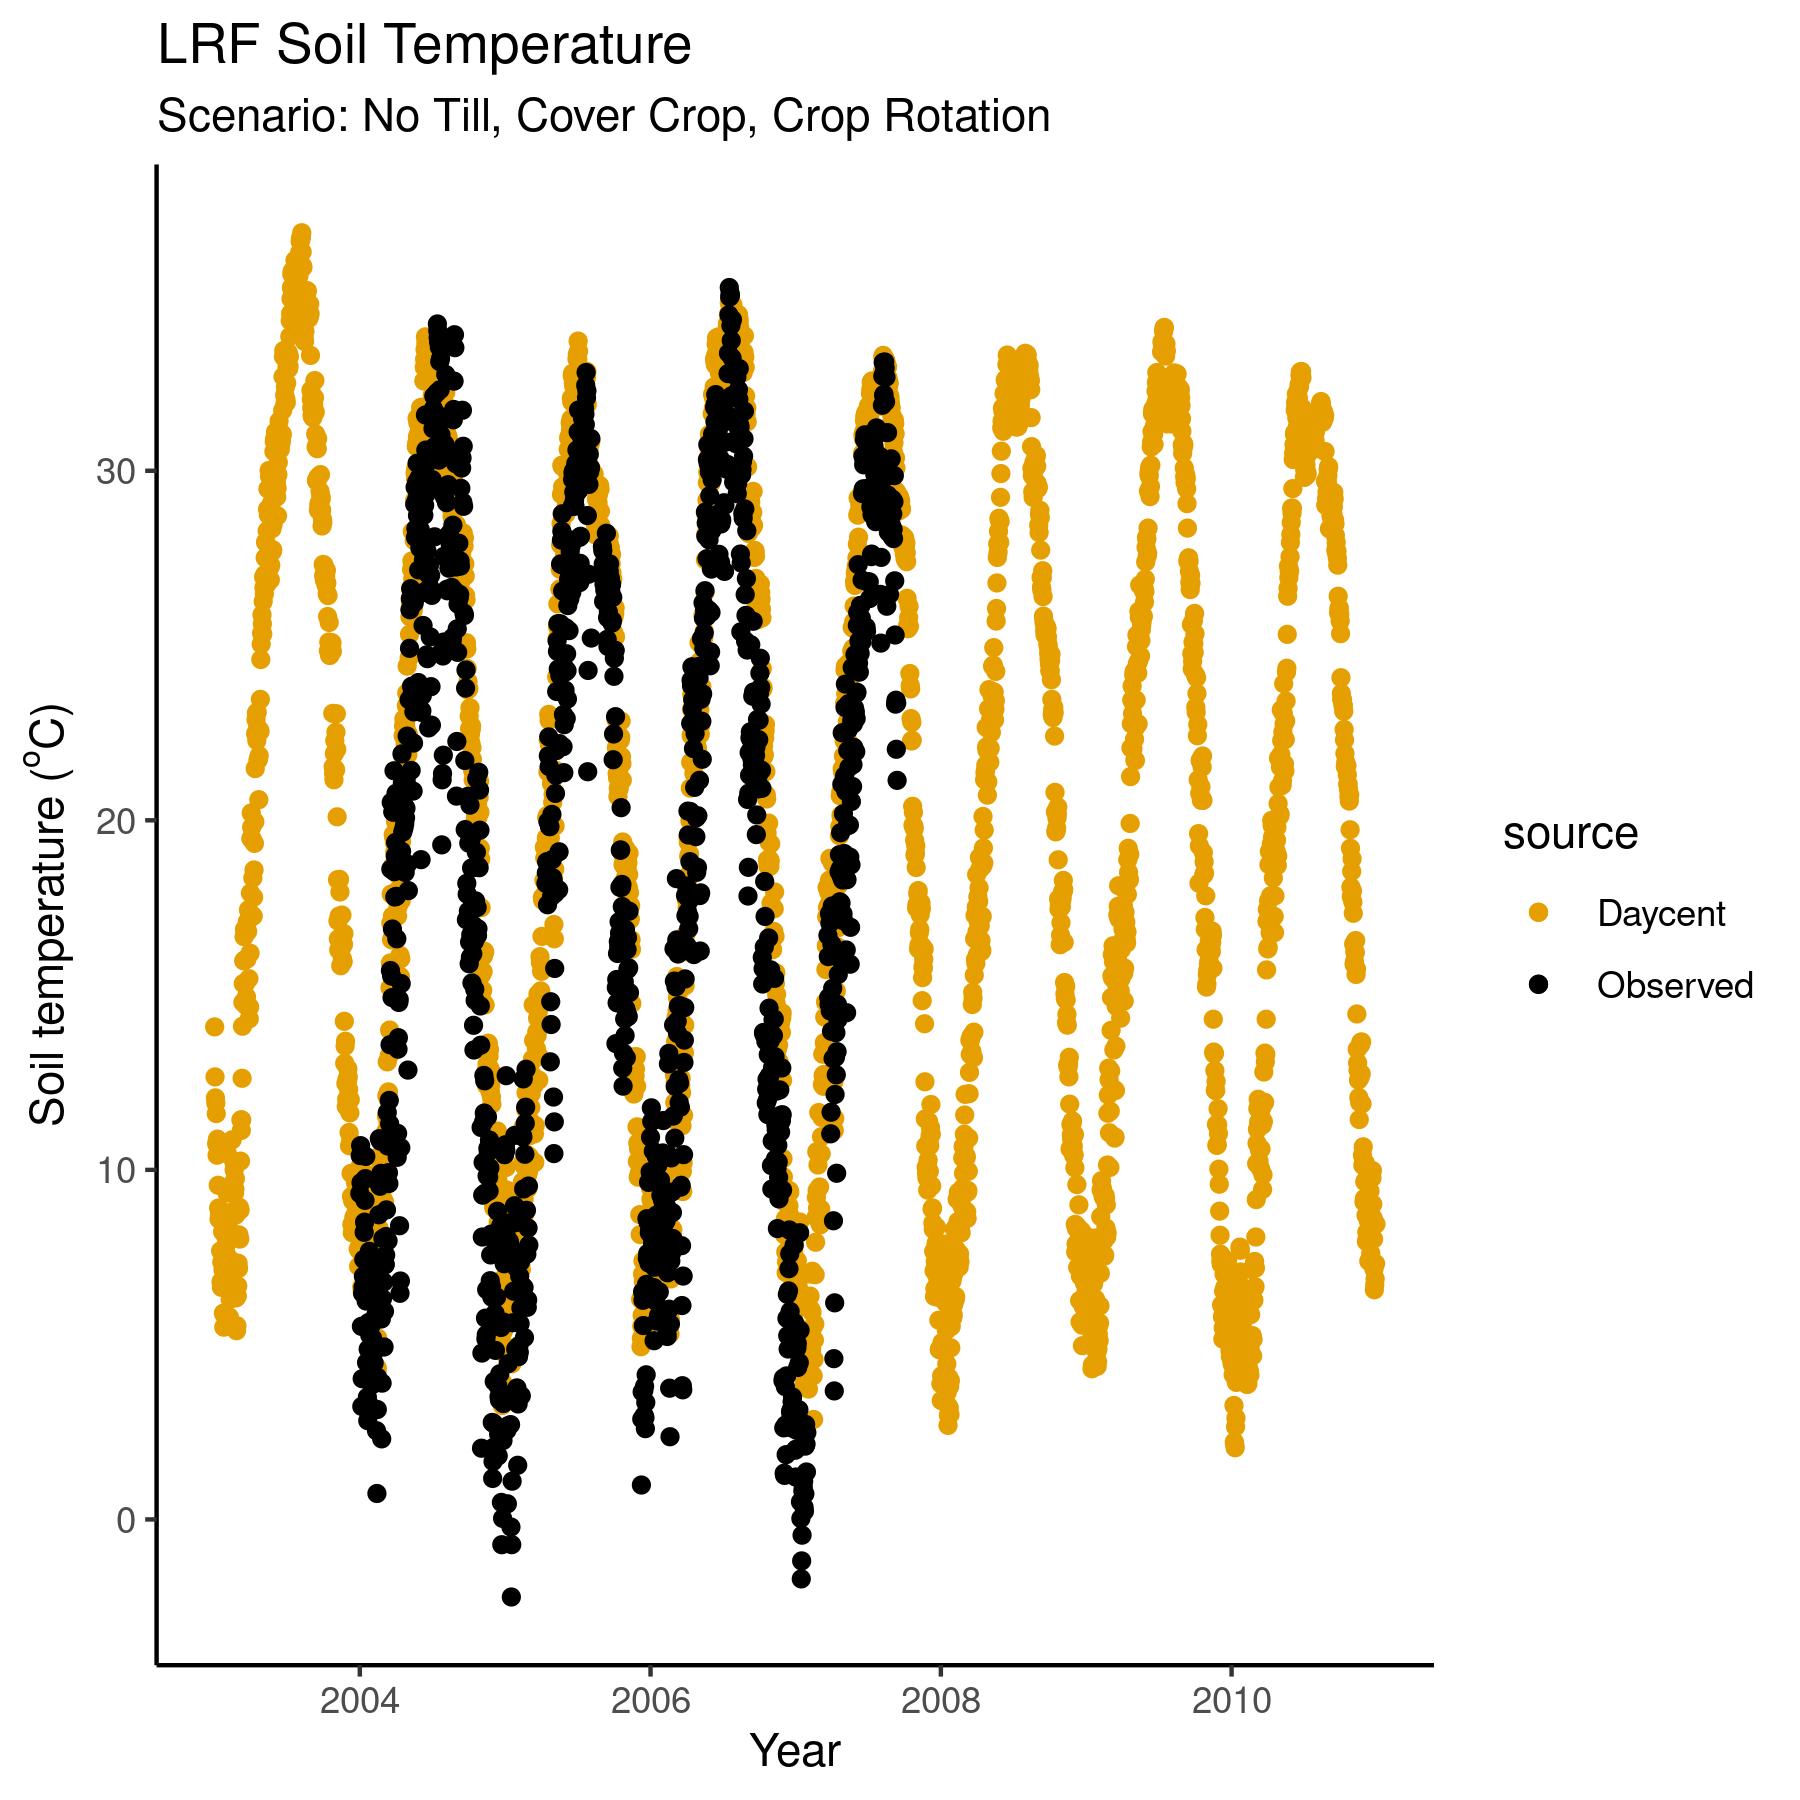 LRF Soil Temperature
Scenario: No Till, Cover Crop, Crop Rotation
Soil temperature (°C)
30
20
10
0
2004
2006
2008
2010
Year
source
Daycent
Observed